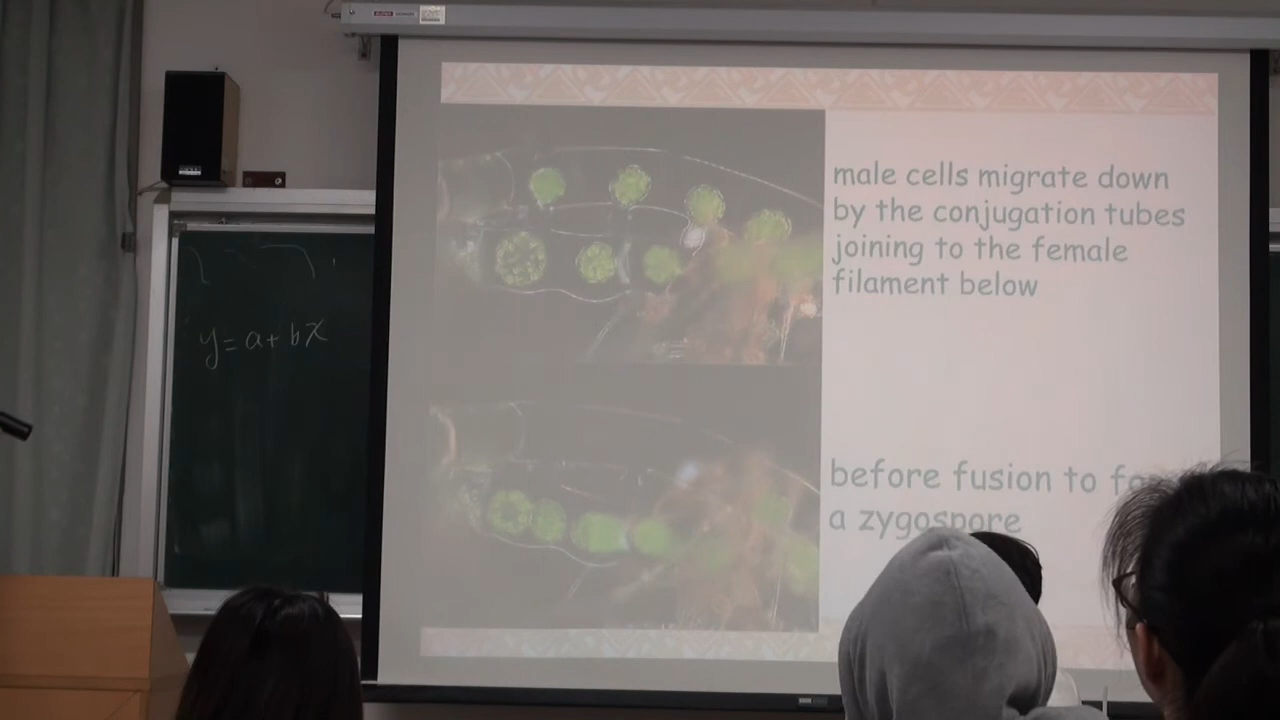 y = a + bx
male cells migrate down
by the conjugation tubes
joining to the female
filament below
before fusion to
a zygospore